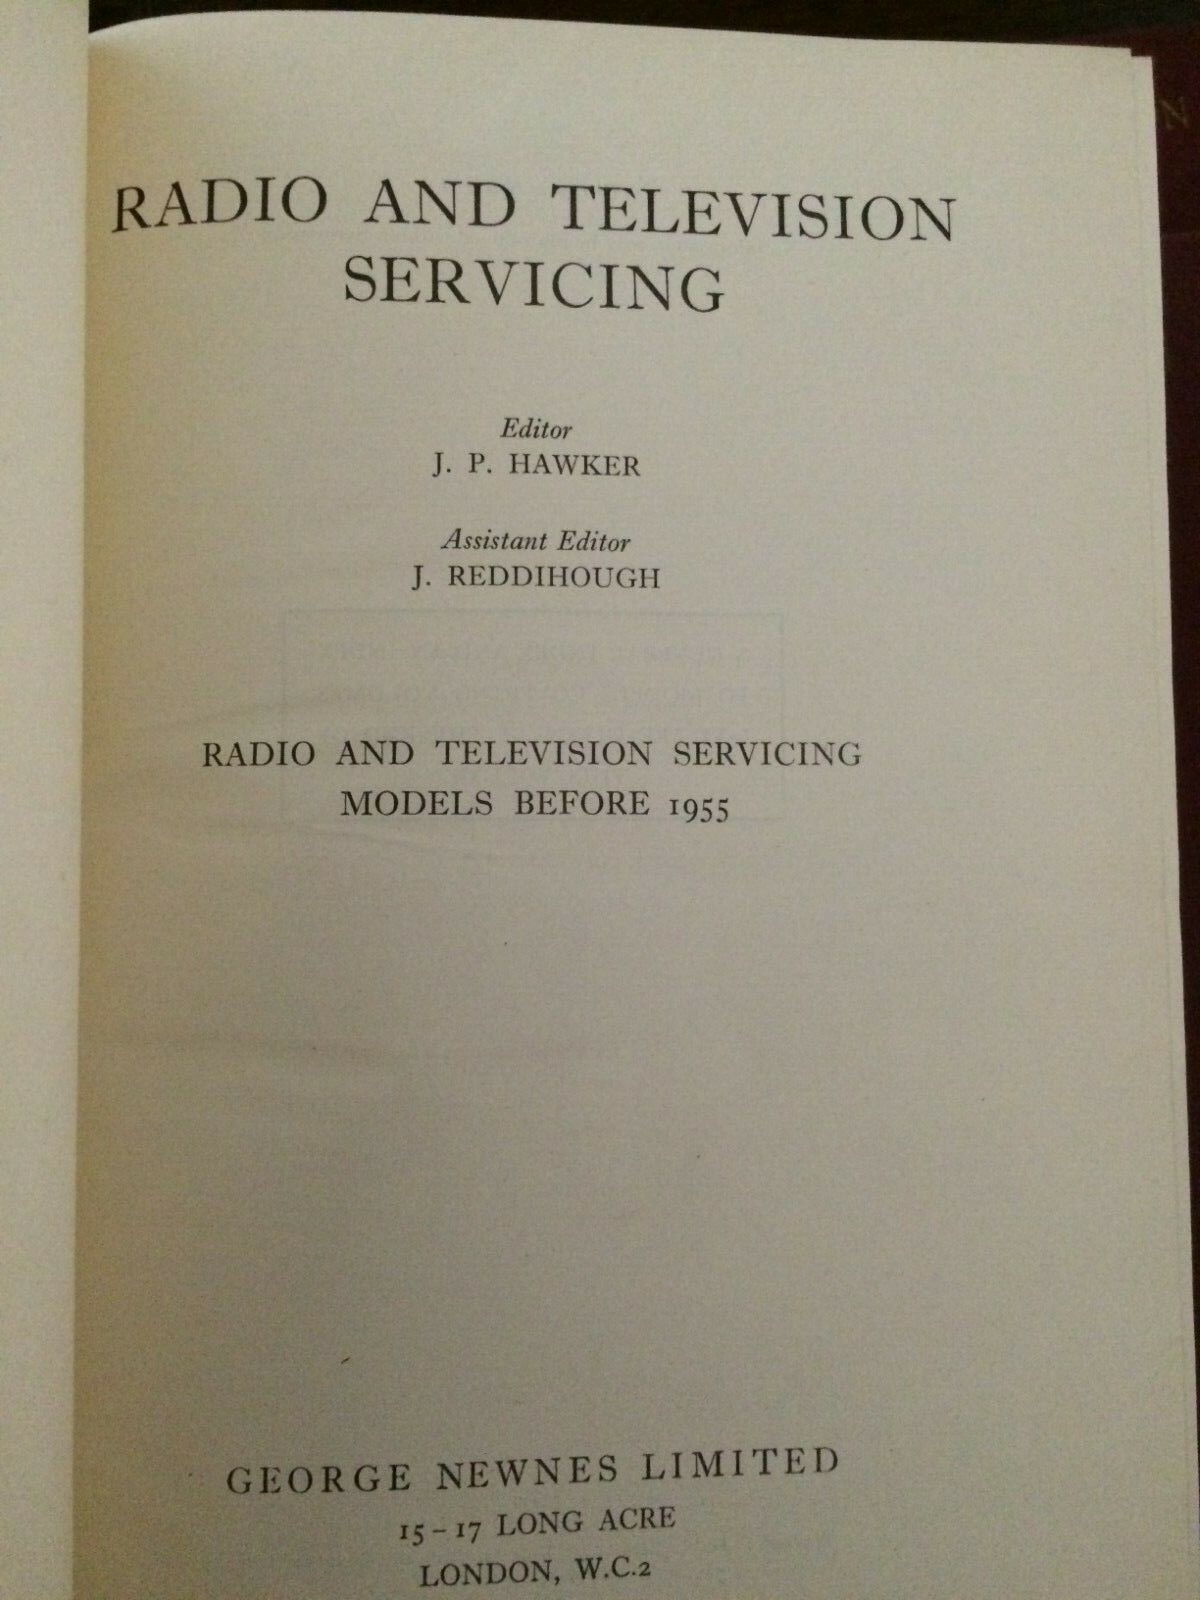 RADIO AND TELEVISION
SERVICING
Editor
J. P. HAWKER
Assistant Editor
J. REDDIHOUGH
RADIO AND TELEVISION SERVICING
MODELS BEFORE 1955
GEORGE NEWNES LIMITED
15–17 LONG ACRE
LONDON, W.C.2
N